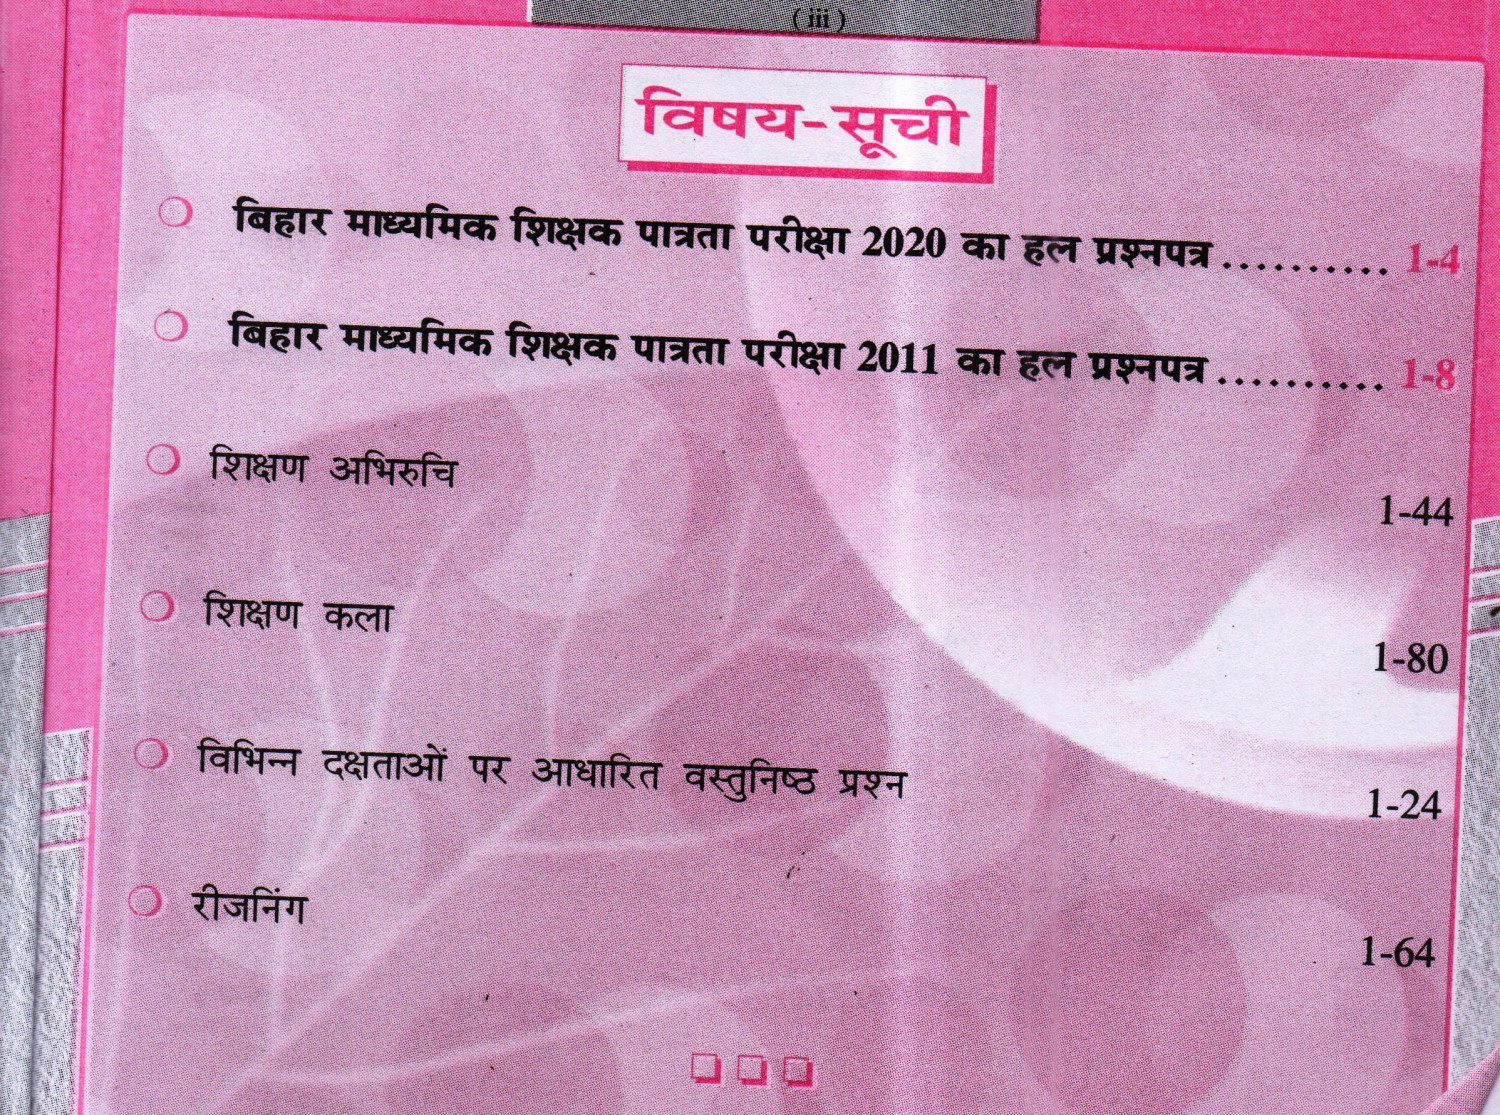 ( iii )
विषय-सूची
बिहार माध्यमिक शिक्षक पात्रता परीक्षा 2020 का हल प्रश्नपत्र .......... 1-4
बिहार माध्यमिक शिक्षक पात्रता परीक्षा 2011 का हल प्रश्नपत्र .......... 1-8
शिक्षण अभिरुचि 1-44
शिक्षण कला 1-80
विभिन्न दक्षताओं पर आधारित वस्तुनिष्ठ प्रश्न 1-24
रीजनिंग 1-64